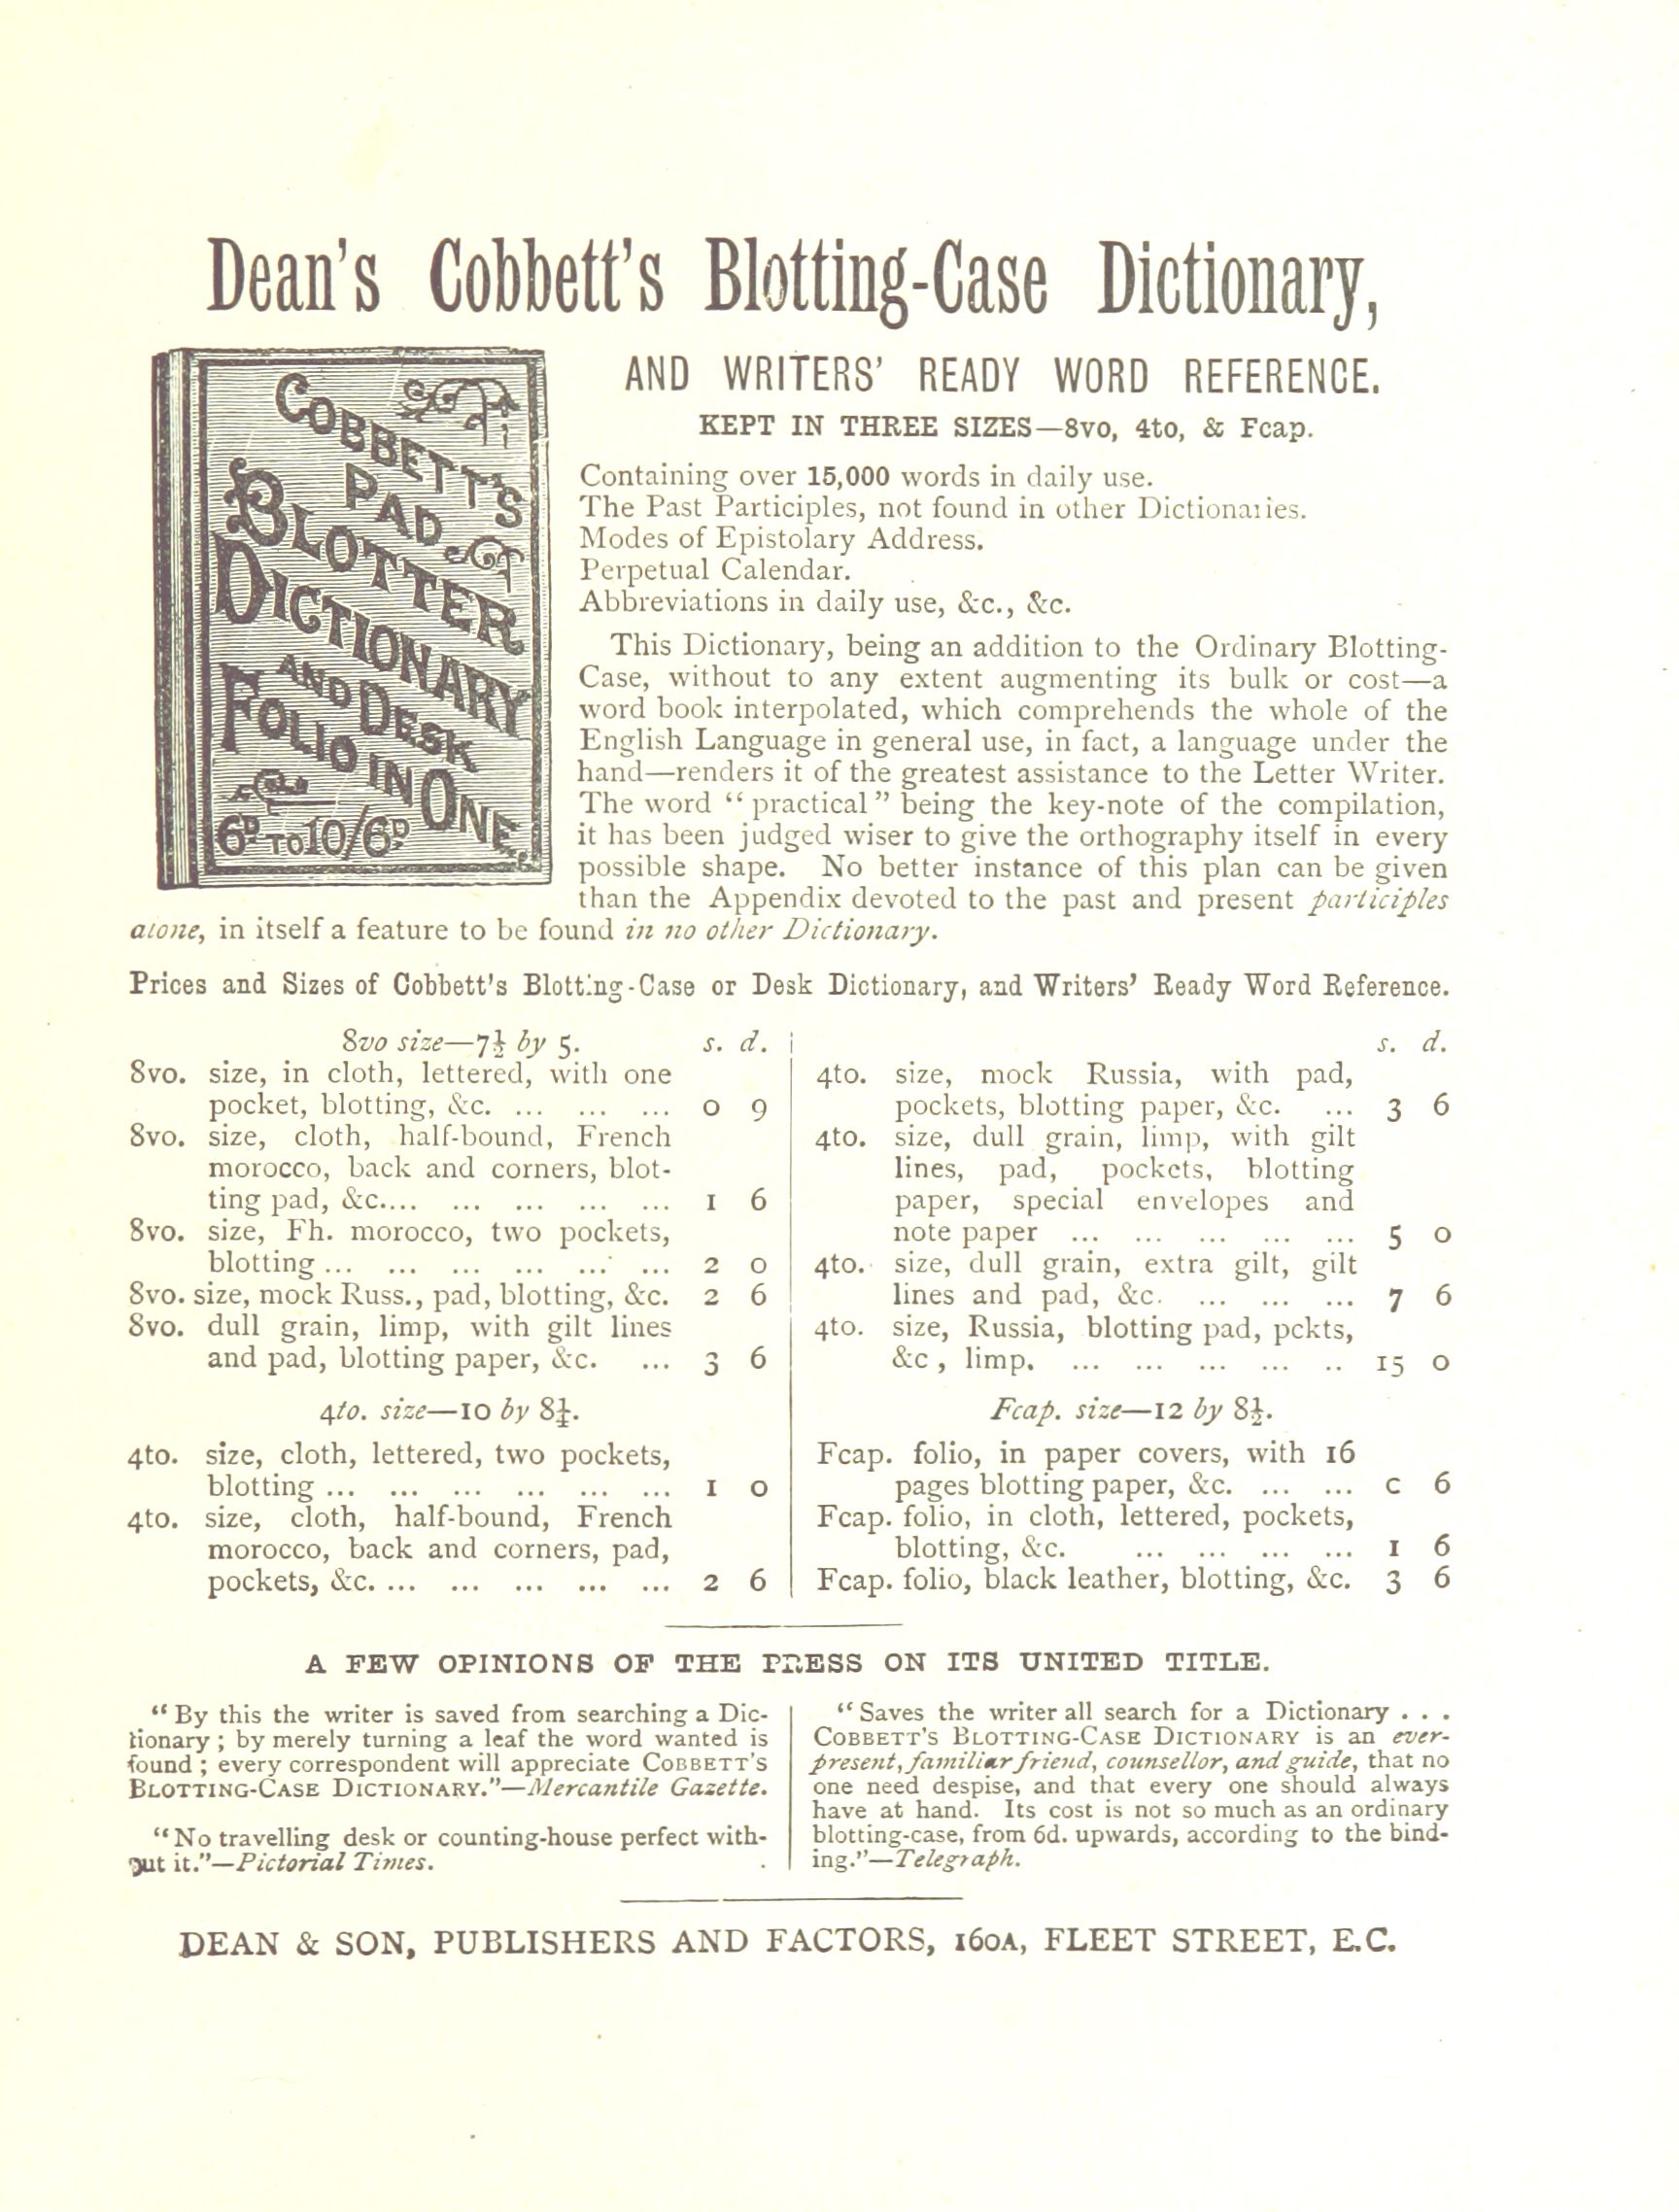 Dean's Cobbett's Blotting-Case Dictionary,
AND WRITERS' READY WORD REFERENCE.
KEPT IN THREE SIZES—8vo, 4to, & Fcap.
COBBETT'S
PAD
BLOTTER
DICTIONARY
AND DESK
FOLIO IN ONE
6D TO 10/6D
Containing over 15,000 words in daily use.
The Past Participles, not found in other Dictionaries.
Modes of Epistolary Address.
Perpetual Calendar.
Abbreviations in daily use, &c., &c.
This Dictionary, being an addition to the Ordinary Blotting-
Case, without to any extent augmenting its bulk or cost—a
word book interpolated, which comprehends the whole of the
English Language in general use, in fact, a language under the
hand—renders it of the greatest assistance to the Letter Writer.
The word “practical” being the key-note of the compilation,
it has been judged wiser to give the orthography itself in every
possible shape. No better instance of this plan can be given
than the Appendix devoted to the past and present participles
alone, in itself a feature to be found in no other Dictionary.
Prices and Sizes of Cobbett's Blotting-Case or Desk Dictionary, and Writers' Ready Word Reference.
8vo size—7½ by 5. s. d.
8vo. size, in cloth, lettered, with one
pocket, blotting, &c. ... ... ... 0 9
8vo. size, cloth, half-bound, French
morocco, back and corners, blot-
ting pad, &c.... ... ... ... ... 1 6
8vo. size, Fh. morocco, two pockets,
blotting ... ... ... ... ... ... 2 0
8vo. size, mock Russ., pad, blotting, &c. 2 6
8vo. dull grain, limp, with gilt lines
and pad, blotting paper, &c. ... 3 6
4to. size—10 by 8¼.
4to. size, cloth, lettered, two pockets,
blotting ... ... ... ... ... ... 1 0
4to. size, cloth, half-bound, French
morocco, back and corners, pad,
pockets, &c. ... ... ... ... ... 2 6
s. d.
4to. size, mock Russia, with pad,
pockets, blotting paper, &c. ... 3 6
4to. size, dull grain, limp, with gilt
lines, pad, pockets, blotting
paper, special envelopes and
note paper ... ... ... ... ... 5 0
4to. size, dull grain, extra gilt, gilt
lines and pad, &c. ... ... ... 7 6
4to. size, Russia, blotting pad, pckts,
&c , limp. ... ... ... ... .. 15 0
Fcap. size—12 by 8½.
Fcap. folio, in paper covers, with 16
pages blotting paper, &c. ... ... 0 6
Fcap. folio, in cloth, lettered, pockets,
blotting, &c. ... ... ... ... 1 6
Fcap. folio, black leather, blotting, &c. 3 6
A FEW OPINIONS OF THE PRESS ON ITS UNITED TITLE.
“By this the writer is saved from searching a Dic-
tionary ; by merely turning a leaf the word wanted is
found ; every correspondent will appreciate COBBETT'S
BLOTTING-CASE DICTIONARY.”—Mercantile Gazette.
“No travelling desk or counting-house perfect with-
out it.”—Pictorial Times.
“Saves the writer all search for a Dictionary . . .
COBBETT'S BLOTTING-CASE DICTIONARY is an ever-
present, familiar friend, counsellor, and guide, that no
one need despise, and that every one should always
have at hand. Its cost is not so much as an ordinary
blotting-case, from 6d. upwards, according to the bind-
ing.”—Telegraph.
DEAN & SON, PUBLISHERS AND FACTORS, 160A, FLEET STREET, E.C.